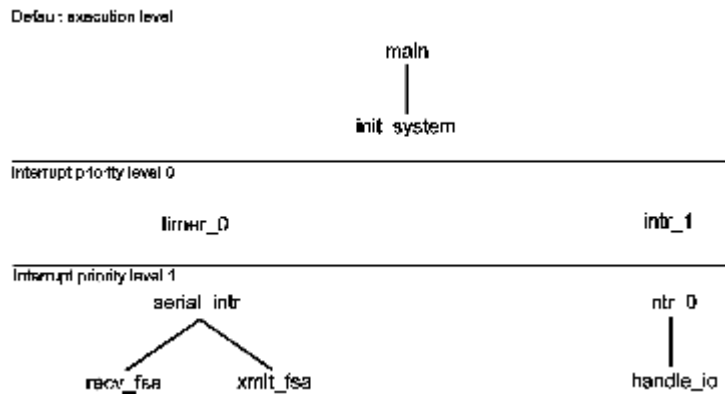 Default execution level
main
init_system
Interrupt priority level 0
timer_0 intr_1
Interrupt priority level 1
serial_intr intr_0
recv_fsa xmit_fsa handle_io